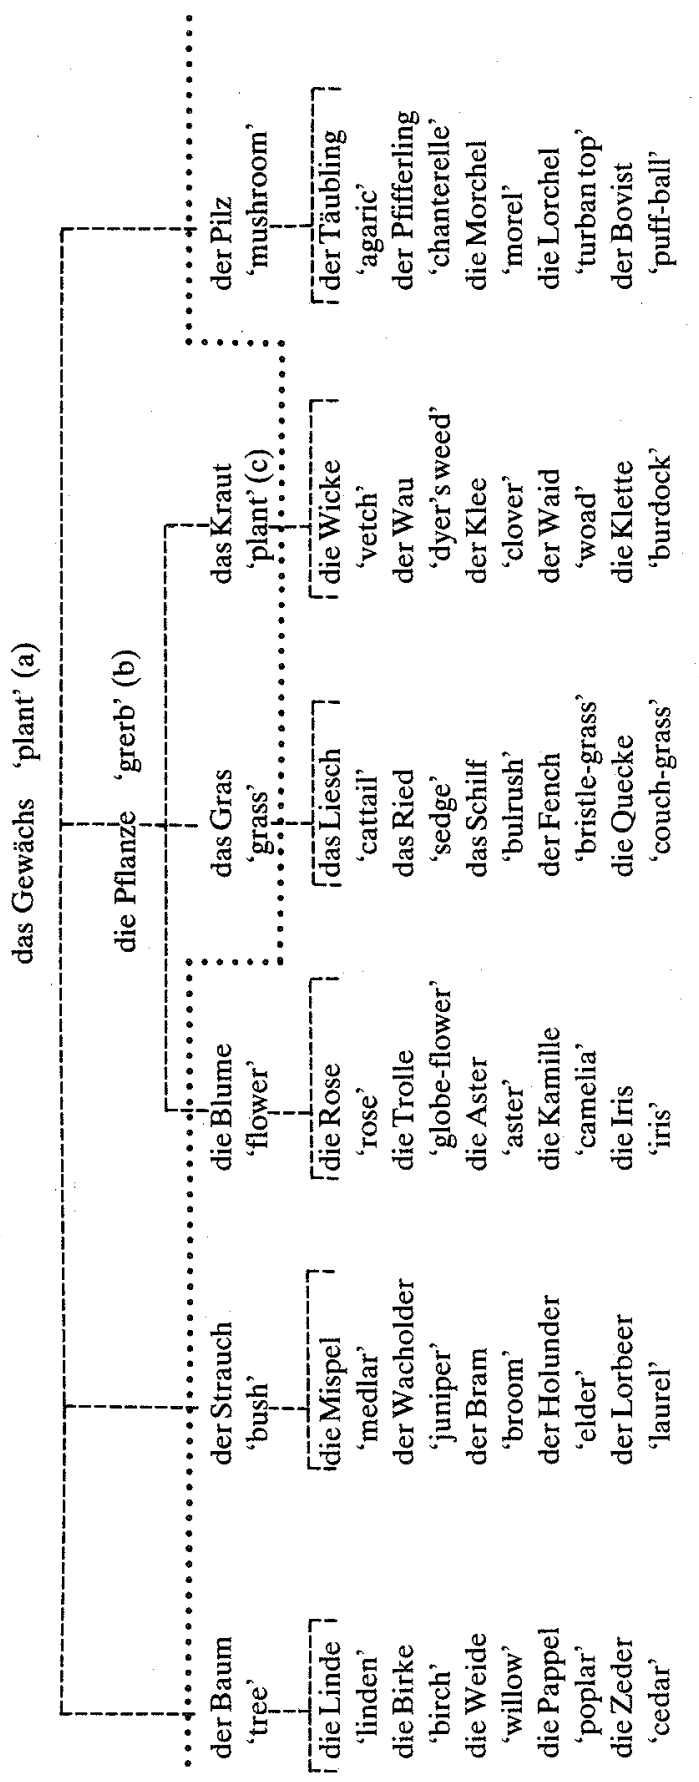 das Gewächs ‘plant’ (a)
die Pflanze ‘grerb’ (b)
der Baum
‘tree’
der Strauch
‘bush’
die Blume
‘flower’
das Gras
‘grass’
das Kraut
‘plant’ (c)
der Pilz
‘mushroom’
die Linde
‘linden’
die Birke
‘birch’
die Weide
‘willow’
die Pappel
‘poplar’
die Zeder
‘cedar’
die Mispel
‘medlar’
der Wacholder
‘juniper’
der Bram
‘broom’
der Holunder
‘elder’
der Lorbeer
‘laurel’
die Rose
‘rose’
die Trolle
‘globe-flower’
die Aster
‘aster’
die Kamille
‘camelia’
die Iris
‘iris’
das Liesch
‘cattail’
das Ried
‘sedge’
das Schilf
‘bulrush’
der Fench
‘bristle-grass’
die Quecke
‘couch-grass’
die Wicke
‘vetch’
der Wau
‘dyer’s weed’
der Klee
‘clover’
der Waid
‘woad’
die Klette
‘burdock’
der Täubling
‘agaric’
der Pfifferling
‘chanterelle’
die Morchel
‘morel’
die Lorchel
‘turban top’
der Bovist
‘puff-ball’